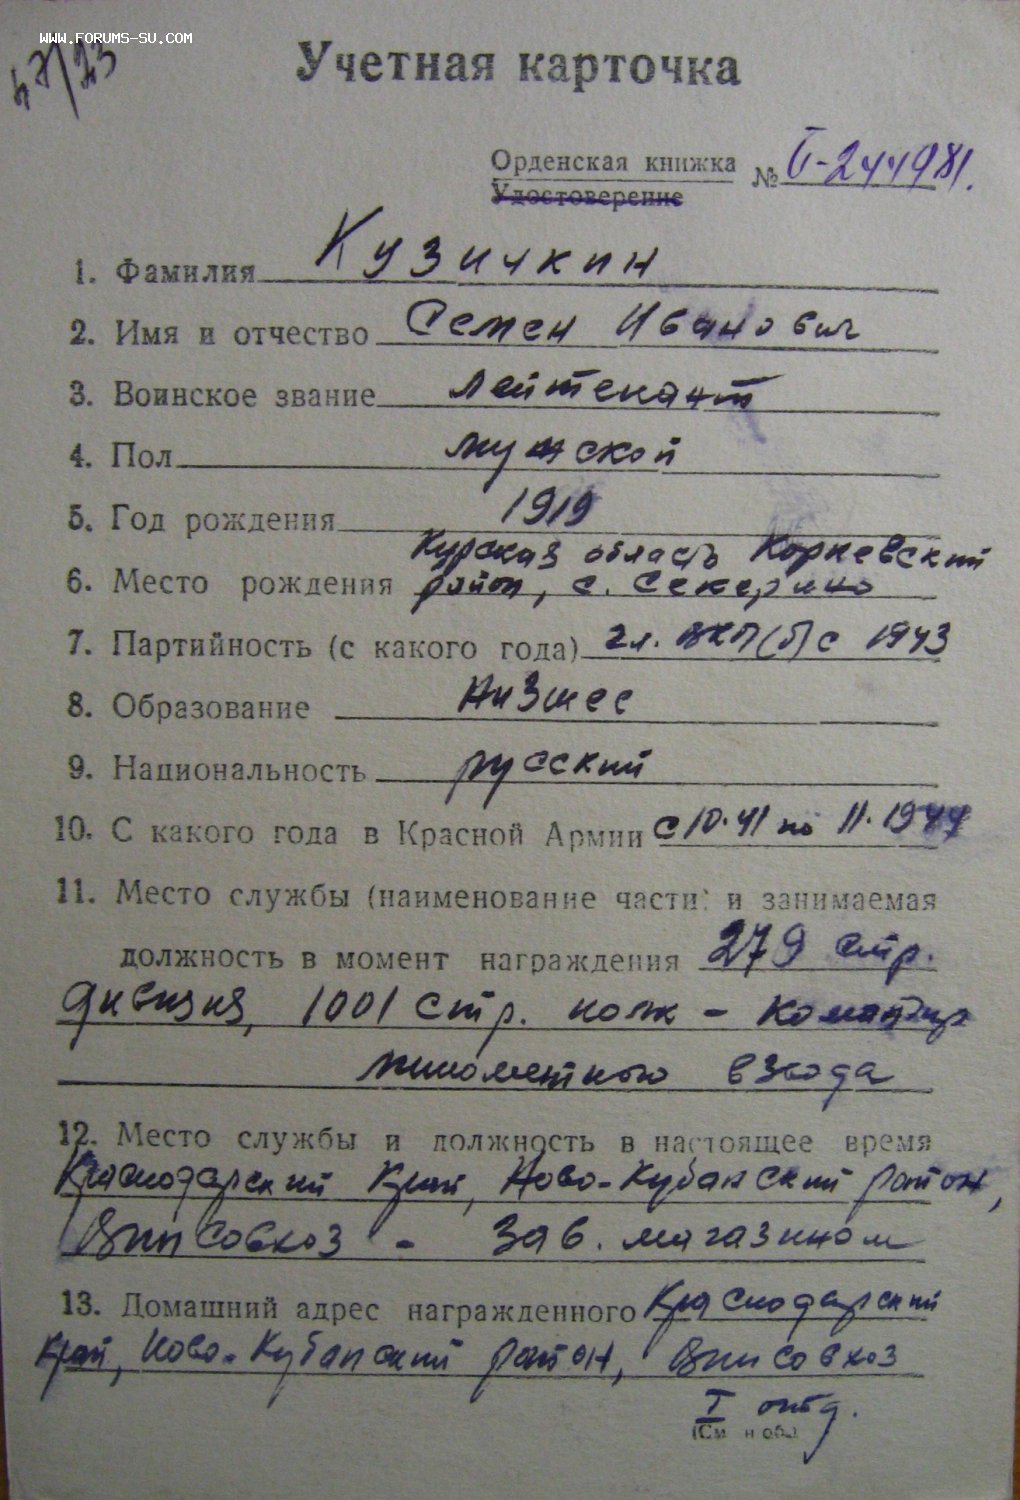 www.forums-su.com
47/23
Учетная карточка
Орденская книжка № Б-244981.
Удостоверение
1. Фамилия Кузичкин
2. Имя и отчество Семен Иванович
3. Воинское звание лейтенант
4. Пол мужской
5. Год рождения 1919
Курская область Кореневский
6. Место рождения район, с. Секерино
7. Партийность (с какого года) чл. ВКП(б) с 1943
8. Образование Низшее
9. Национальность русский
10. С какого года в Красной Армии с 10.41 по 11.1944
11. Место службы (наименование части) и занимаемая
должность в момент награждения 279 стр.
дивизия, 1001 стр. полк - командир
минометного взвода
12. Место службы и должность в настоящее время
Краснодарский Край, Ново-Кубанский район,
совхоз - зав. магазином
13. Домашний адрес награжденного Краснодарский
край, Ново-Кубанский район, совхоз
I отд.
(См. н об.)